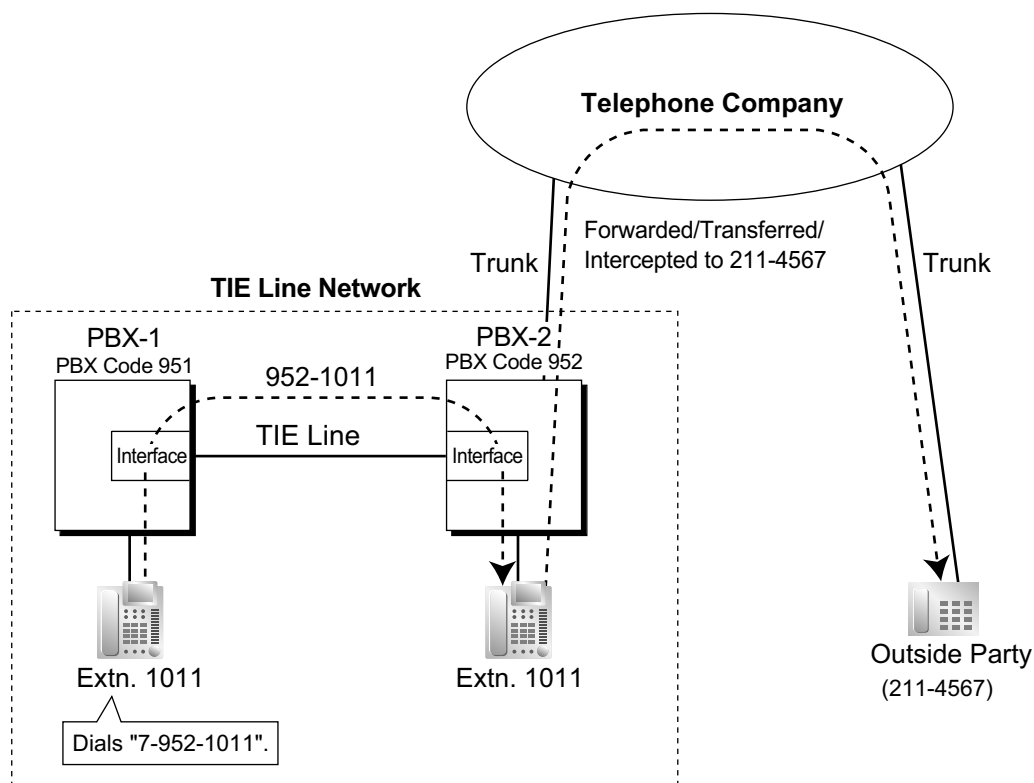 Telephone Company
Forwarded/Transferred/
Intercepted to 211-4567
Trunk
Trunk
TIE Line Network
PBX-1
PBX Code 951
PBX-2
PBX Code 952
952-1011
TIE Line
Interface
Interface
Extn. 1011
Extn. 1011
Outside Party
(211-4567)
Dials "7-952-1011".